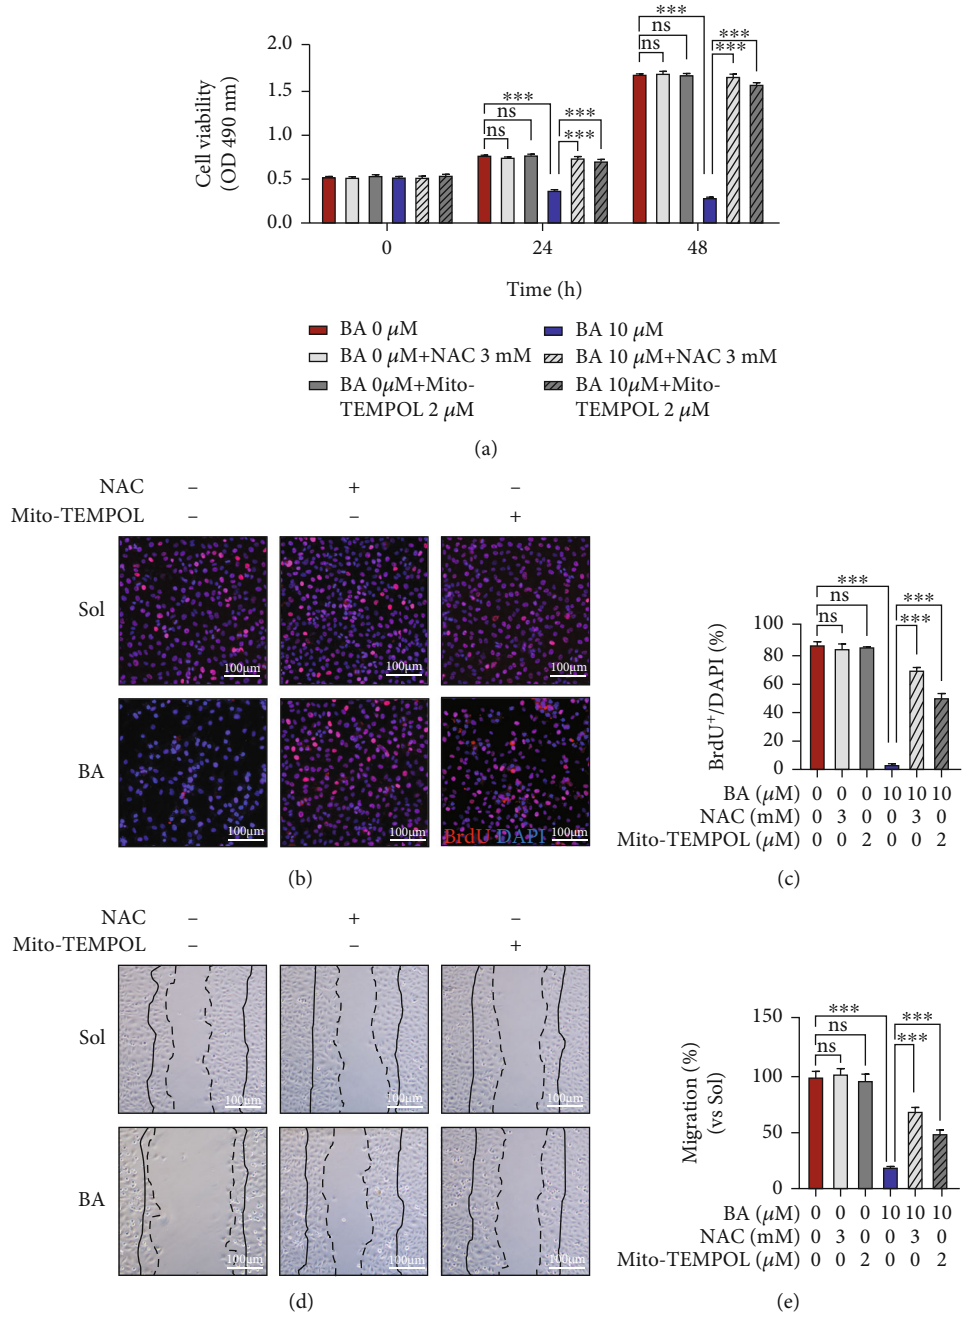 ***
ns
ns
***
***
***
ns
ns
***
***
Cell viability
(OD 490 nm)
2.0
1.5
1.0
0.5
0.0
0 24 48
Time (h)
BA 0 μM
BA 0 μM+NAC 3 mM
BA 0μM+Mito-
TEMPOL 2 μM
BA 10 μM
BA 10 μM+NAC 3 mM
BA 10μM+Mito-
TEMPOL 2 μM
(a)
NAC – + –
Mito-TEMPOL – – +
Sol
100μm 100μm 100μm
BA
100μm 100μm BrdU DAPI 100μm
(b)
***
ns
ns
***
***
BrdU+/DAPI (%)
100
80
60
40
20
0
BA (μM) 0 0 0 10 10 10
NAC (mM) 0 3 0 0 3 0
Mito-TEMPOL (μM) 0 0 2 0 0 2
(c)
NAC – + –
Mito-TEMPOL – – +
Sol
100μm 100μm 100μm
BA
100μm 100μm 100μm
(d)
***
ns
ns
***
***
Migration (%)
(vs Sol)
150
100
50
0
BA (μM) 0 0 0 10 10 10
NAC (mM) 0 3 0 0 3 0
Mito-TEMPOL (μM) 0 0 2 0 0 2
(e)